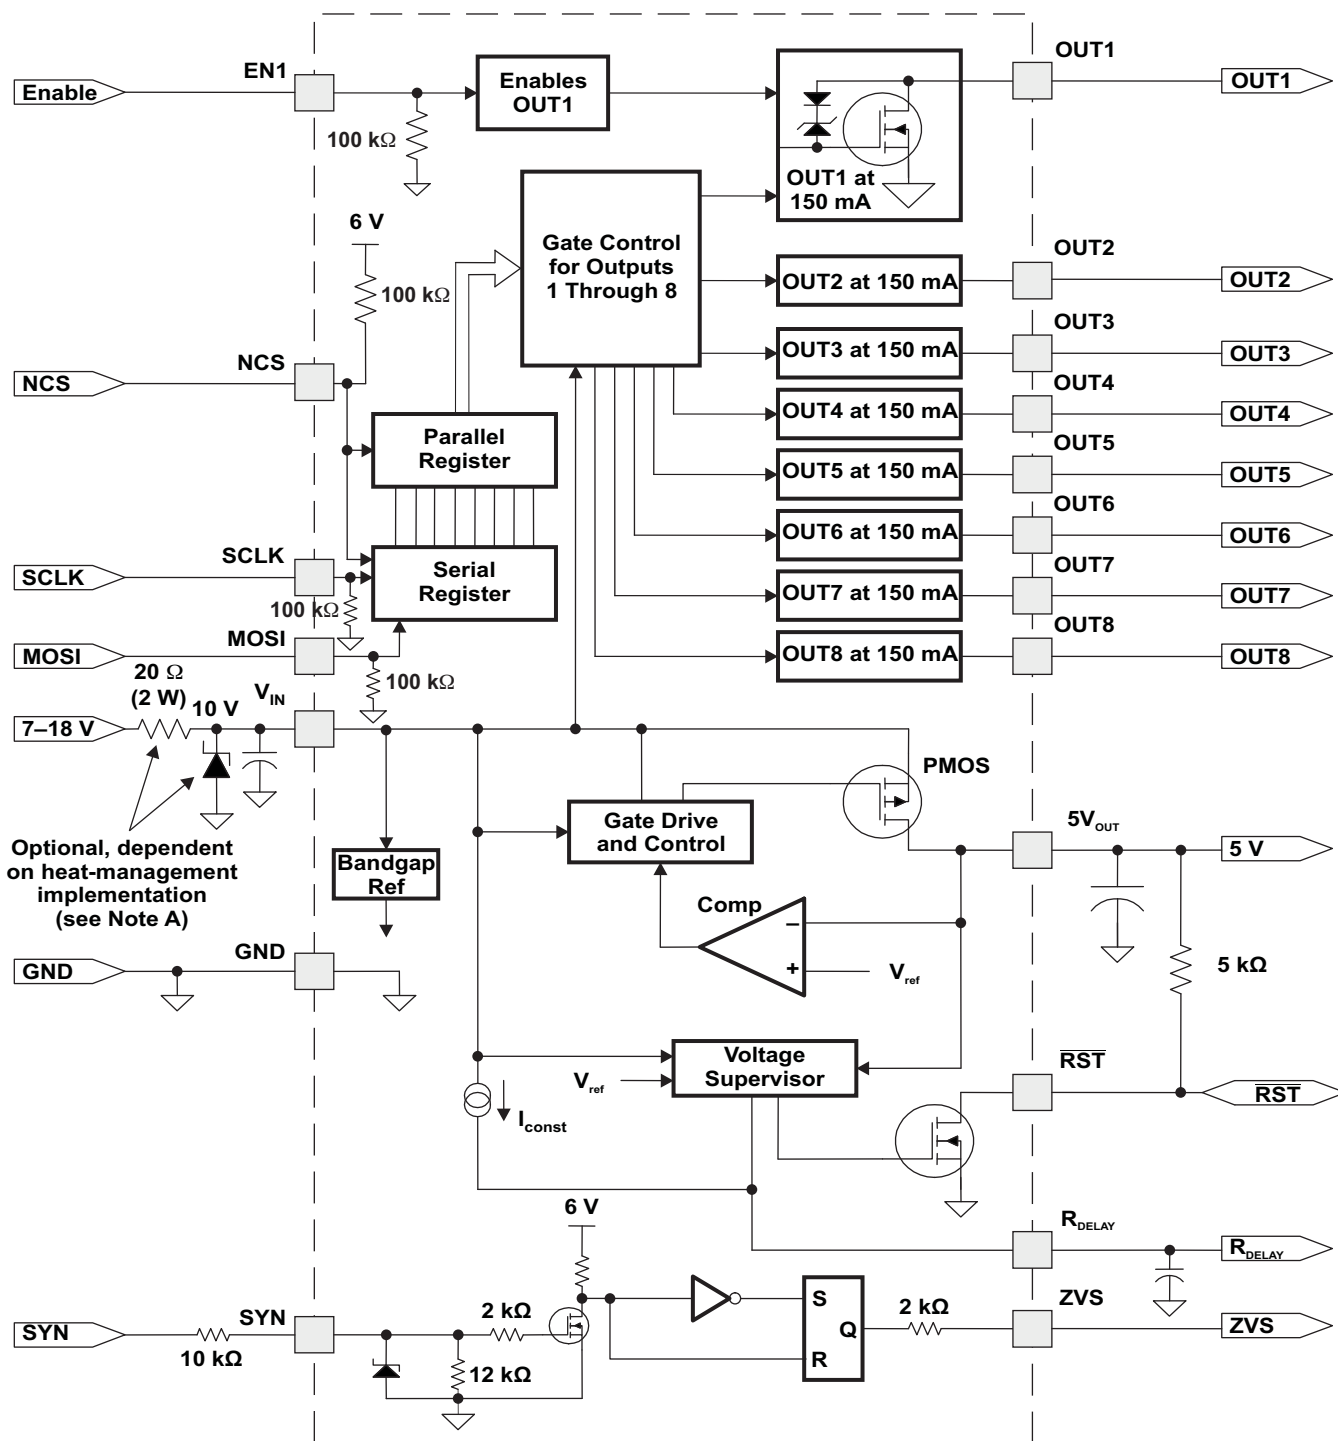 OUT1
EN1
Enable
Enables
OUT1
OUT1
100 kΩ
OUT1 at
150 mA
6 V
100 kΩ
Gate Control
for Outputs
1 Through 8
OUT2
OUT2 at 150 mA
OUT2
OUT3
OUT3 at 150 mA
OUT3
NCS
NCS
OUT4
OUT4 at 150 mA
OUT4
Parallel
Register
OUT5
OUT5 at 150 mA
OUT5
OUT6
OUT6 at 150 mA
OUT6
SCLK
SCLK
Serial
Register
100 kΩ
OUT7
OUT7 at 150 mA
OUT7
MOSI
MOSI
100 kΩ
OUT8
OUT8 at 150 mA
OUT8
20 Ω
(2 W)
10 V
VIN
7–18 V
PMOS
Gate Drive
and Control
5VOUT
5 V
Optional, dependent
on heat-management
implementation
(see Note A)
Bandgap
Ref
Comp
–
+
Vref
5 kΩ
GND
GND
Voltage
Supervisor
Vref
Iconst
RST
RST
6 V
RDELAY
RDELAY
SYN
SYN
10 kΩ
2 kΩ
12 kΩ
S
Q
R
2 kΩ
ZVS
ZVS